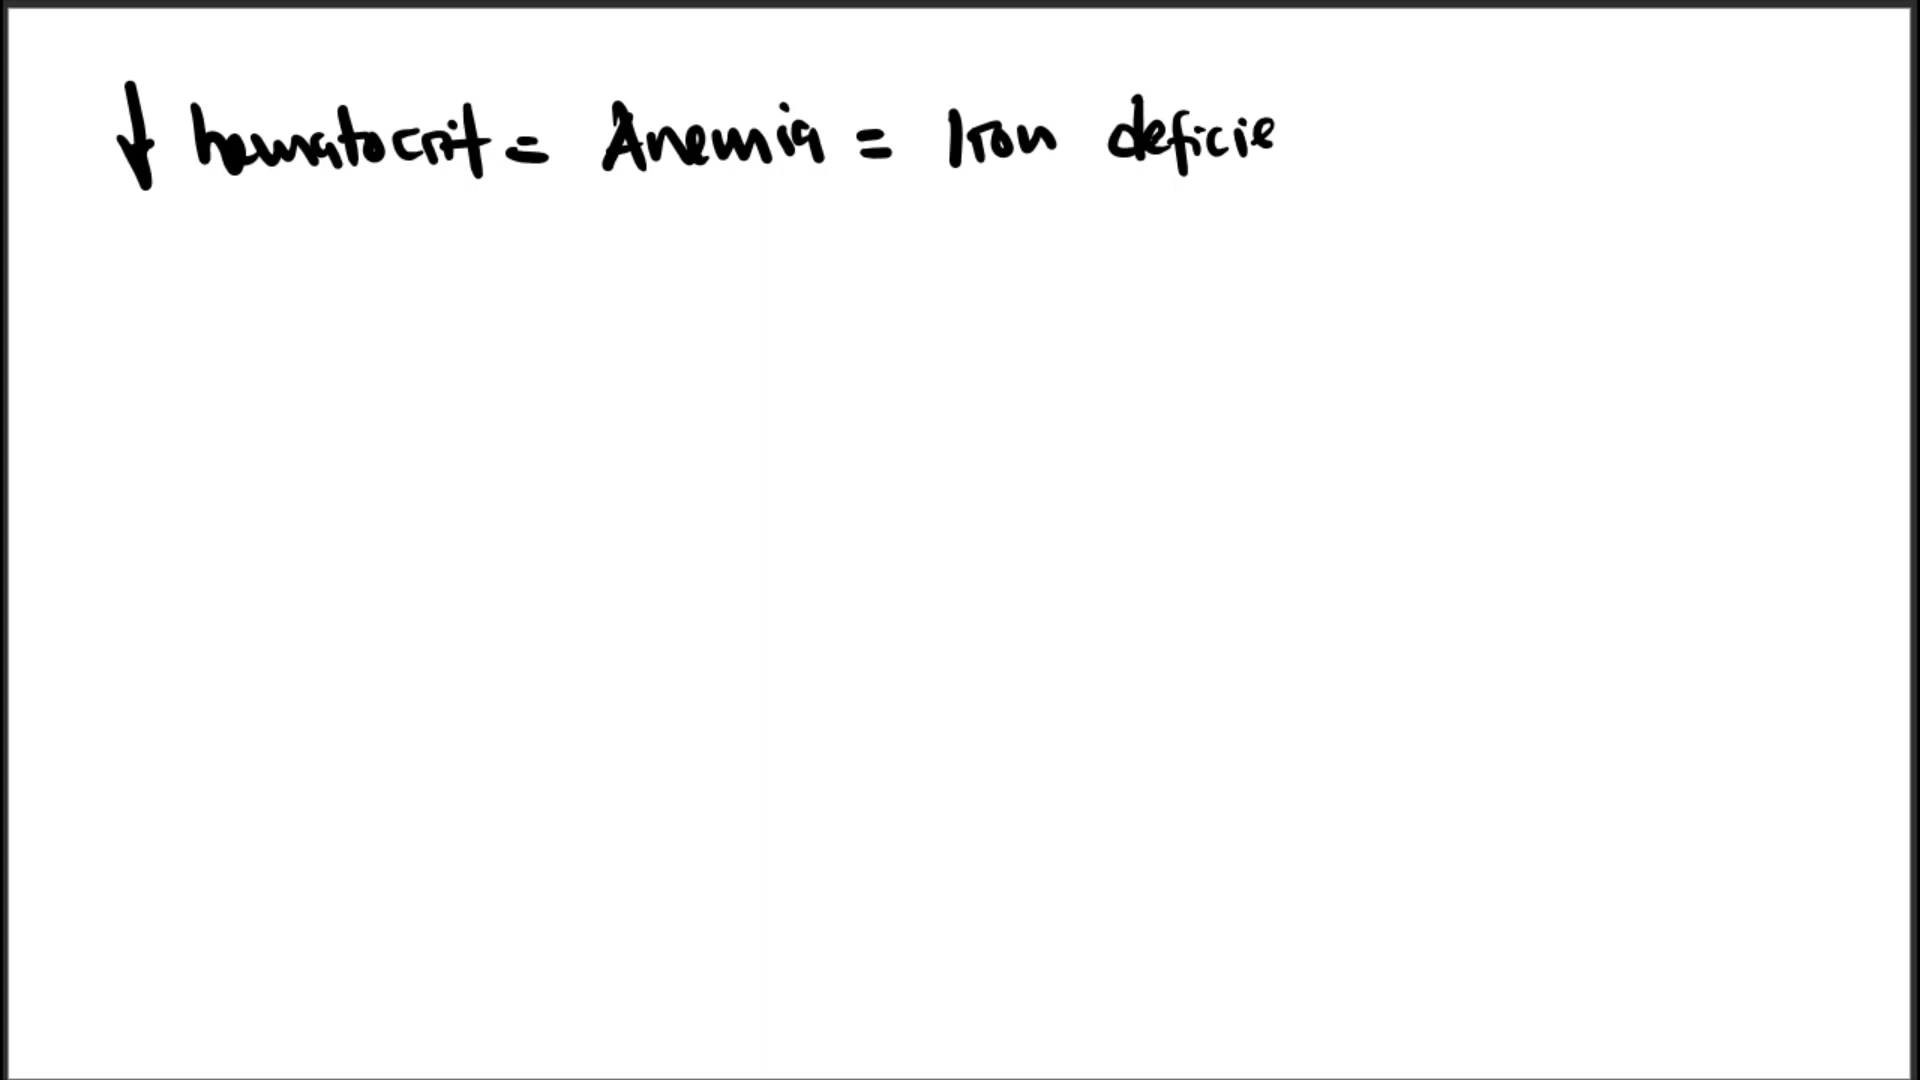 ↓ hematocrit = Anemia = Iron deficie